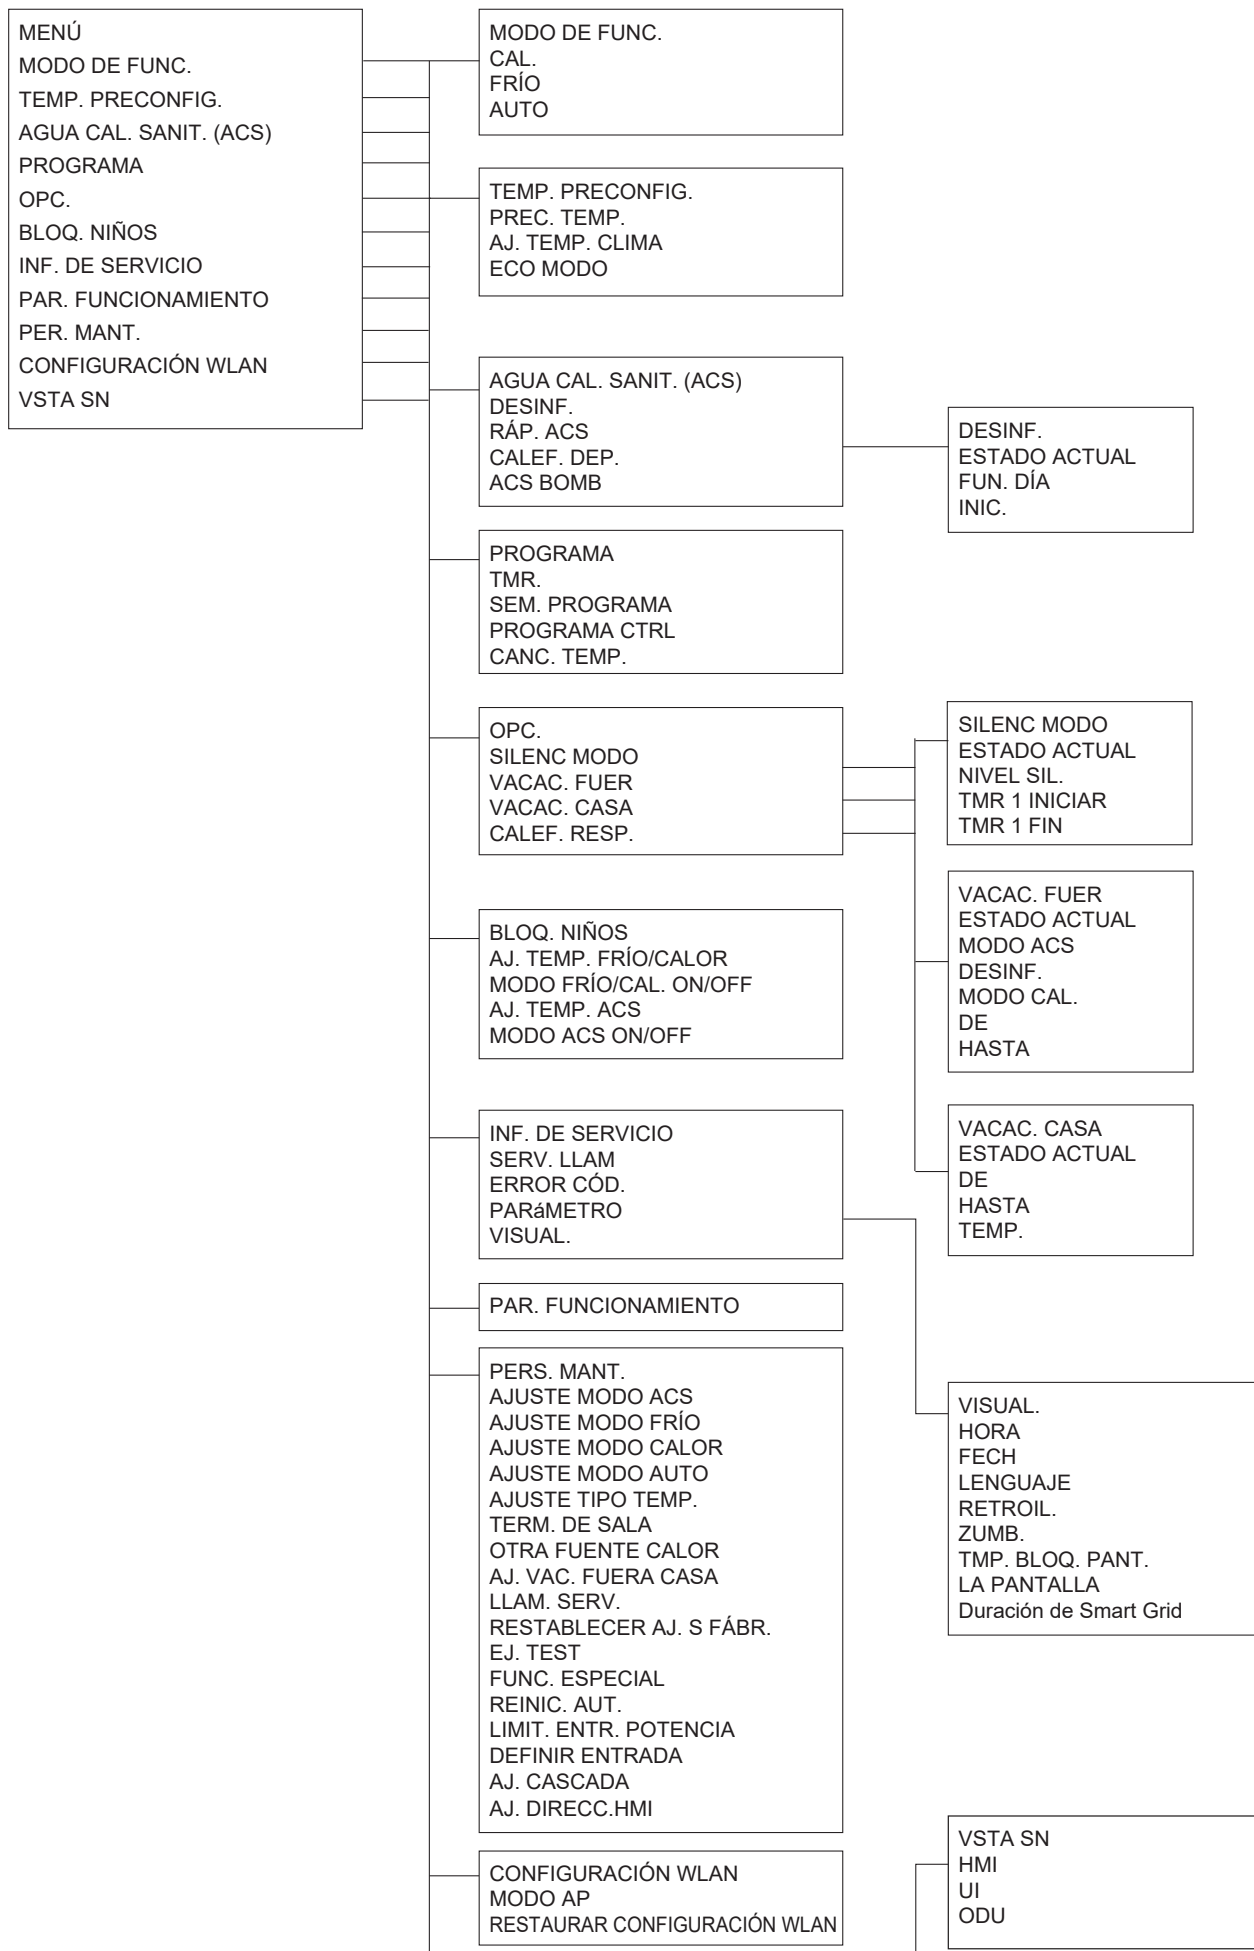 MENÚ
MODO DE FUNC.
TEMP. PRECONFIG.
AGUA CAL. SANIT. (ACS)
PROGRAMA
OPC.
BLOQ. NIÑOS
INF. DE SERVICIO
PAR. FUNCIONAMIENTO
PER. MANT.
CONFIGURACIÓN WLAN
VSTA SN
MODO DE FUNC.
CAL.
FRÍO
AUTO
TEMP. PRECONFIG.
PREC. TEMP.
AJ. TEMP. CLIMA
ECO MODO
AGUA CAL. SANIT. (ACS)
DESINF.
RÁP. ACS
CALEF. DEP.
ACS BOMB
DESINF.
ESTADO ACTUAL
FUN. DÍA
INIC.
PROGRAMA
TMR.
SEM. PROGRAMA
PROGRAMA CTRL
CANC. TEMP.
OPC.
SILENC MODO
VACAC. FUER
VACAC. CASA
CALEF. RESP.
SILENC MODO
ESTADO ACTUAL
NIVEL SIL.
TMR 1 INICIAR
TMR 1 FIN
VACAC. FUER
ESTADO ACTUAL
MODO ACS
DESINF.
MODO CAL.
DE
HASTA
VACAC. CASA
ESTADO ACTUAL
DE
HASTA
TEMP.
BLOQ. NIÑOS
AJ. TEMP. FRÍO/CALOR
MODO FRÍO/CAL. ON/OFF
AJ. TEMP. ACS
MODO ACS ON/OFF
INF. DE SERVICIO
SERV. LLAM
ERROR CÓD.
PARáMETRO
VISUAL.
VISUAL.
HORA
FECH
LENGUAJE
RETROIL.
ZUMB.
TMP. BLOQ. PANT.
LA PANTALLA
Duración de Smart Grid
PAR. FUNCIONAMIENTO
PERS. MANT.
AJUSTE MODO ACS
AJUSTE MODO FRÍO
AJUSTE MODO CALOR
AJUSTE MODO AUTO
AJUSTE TIPO TEMP.
TERM. DE SALA
OTRA FUENTE CALOR
AJ. VAC. FUERA CASA
LLAM. SERV.
RESTABLECER AJ. S FÁBR.
EJ. TEST
FUNC. ESPECIAL
REINIC. AUT.
LIMIT. ENTR. POTENCIA
DEFINIR ENTRADA
AJ. CASCADA
AJ. DIRECC.HMI
CONFIGURACIÓN WLAN
MODO AP
RESTAURAR CONFIGURACIÓN WLAN
VSTA SN
HMI
UI
ODU